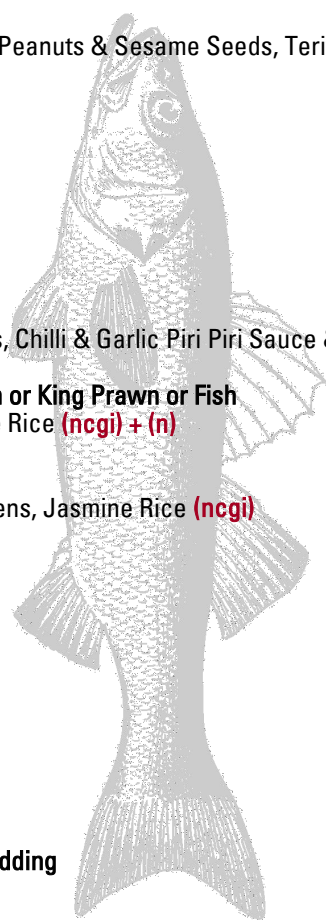 Peanuts & Sesame Seeds, Teri
, Chilli & Garlic Piri Piri Sauce
or King Prawn or Fish
Rice (ncgi) + (n)
ens, Jasmine Rice (ncgi)
dding